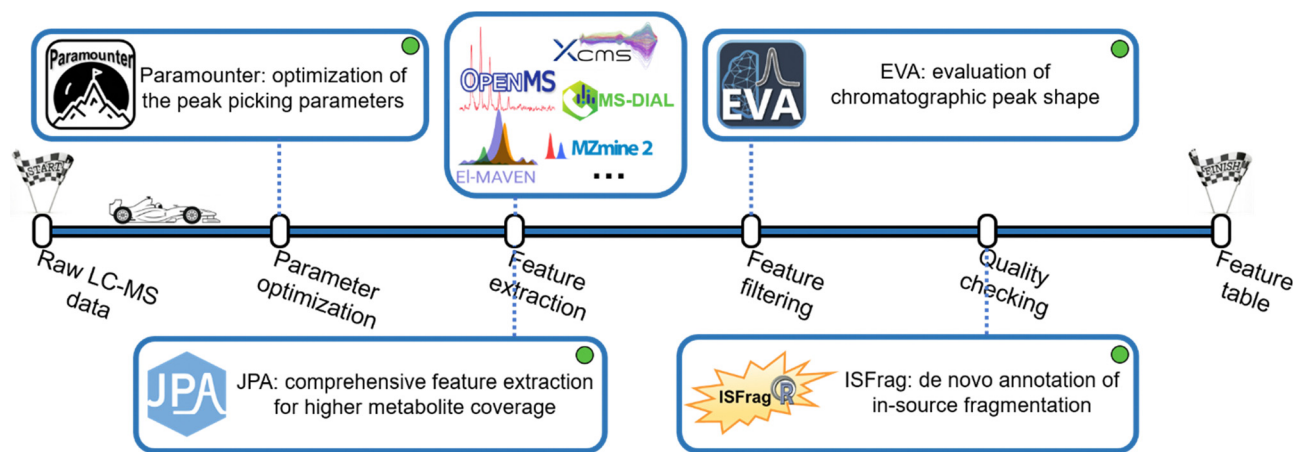 Paramounter
Paramounter: optimization of
the peak picking parameters
Xcms
OPENMS
MS-DIAL
MZmine 2
El-MAVEN
...
EVA
EVA: evaluation of
chromatographic peak shape
START
FINISH
Raw LC-MS
data
Parameter
optimization
Feature
extraction
Feature
filtering
Quality
checking
Feature
table
JPA
JPA: comprehensive feature extraction
for higher metabolite coverage
ISFrag R
ISFrag: de novo annotation of
in-source fragmentation